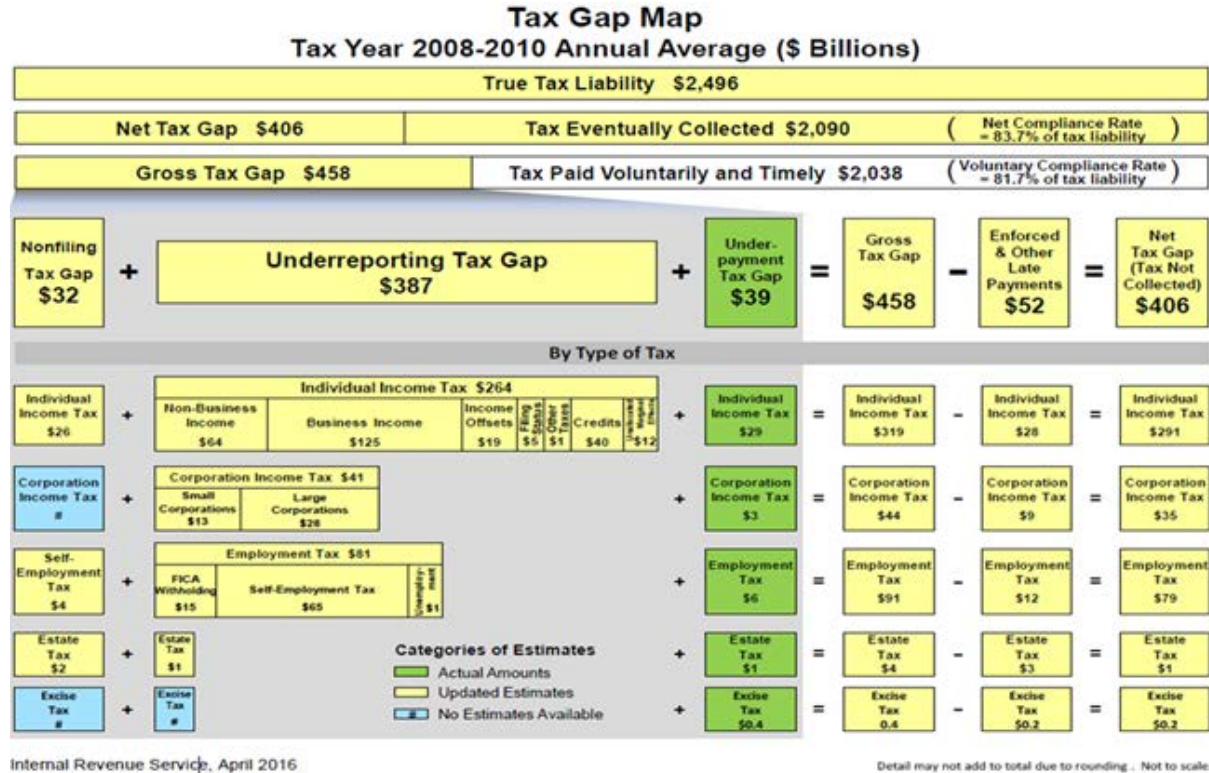 Tax Gap Map
Tax Year 2008-2010 Annual Average ($ Billions)
True Tax Liability $2,496
Net Tax Gap $406
Tax Eventually Collected $2,090
( Net Compliance Rate
= 83.7% of tax liability )
Gross Tax Gap $458
Tax Paid Voluntarily and Timely $2,038
( Voluntary Compliance Rate
= 81.7% of tax liability )
Nonfiling
Tax Gap
$32
+
Underreporting Tax Gap
$387
+
Under-
payment
Tax Gap
$39
=
Gross
Tax Gap
$458
–
Enforced
& Other
Late
Payments
$52
=
Net
Tax Gap
(Tax Not
Collected)
$406
By Type of Tax
Individual
Income Tax
$26
+
Individual Income Tax $264
Non-Business
Income
$64
Business Income
$125
Income
Offsets
$19
Filing
Status
$5
Other
Taxes
$1
Credits
$40
$12
+
Individual
Income Tax
$29
=
Individual
Income Tax
$319
–
Individual
Income Tax
$28
=
Individual
Income Tax
$291
Corporation
Income Tax
#
+
Corporation Income Tax $41
Small
Corporations
$13
Large
Corporations
$28
+
Corporation
Income Tax
$3
=
Corporation
Income Tax
$44
–
Corporation
Income Tax
$9
=
Corporation
Income Tax
$35
Self-
Employment
Tax
$4
+
Employment Tax $81
FICA
Withholding
$15
Self-Employment Tax
$65
Unemploy-
ment
$1
+
Employment
Tax
$6
=
Employment
Tax
$91
–
Employment
Tax
$12
=
Employment
Tax
$79
Estate
Tax
$2
+
Estate
Tax
$1
+
Estate
Tax
$1
=
Estate
Tax
$4
–
Estate
Tax
$3
=
Estate
Tax
$1
Excise
Tax
#
+
Excise
Tax
#
+
Excise
Tax
$0.4
=
Excise
Tax
0.4
–
Excise
Tax
$0.2
=
Excise
Tax
$0.2
Categories of Estimates
Actual Amounts
Updated Estimates
# No Estimates Available
Internal Revenue Service, April 2016
Detail may not add to total due to rounding . Not to scale